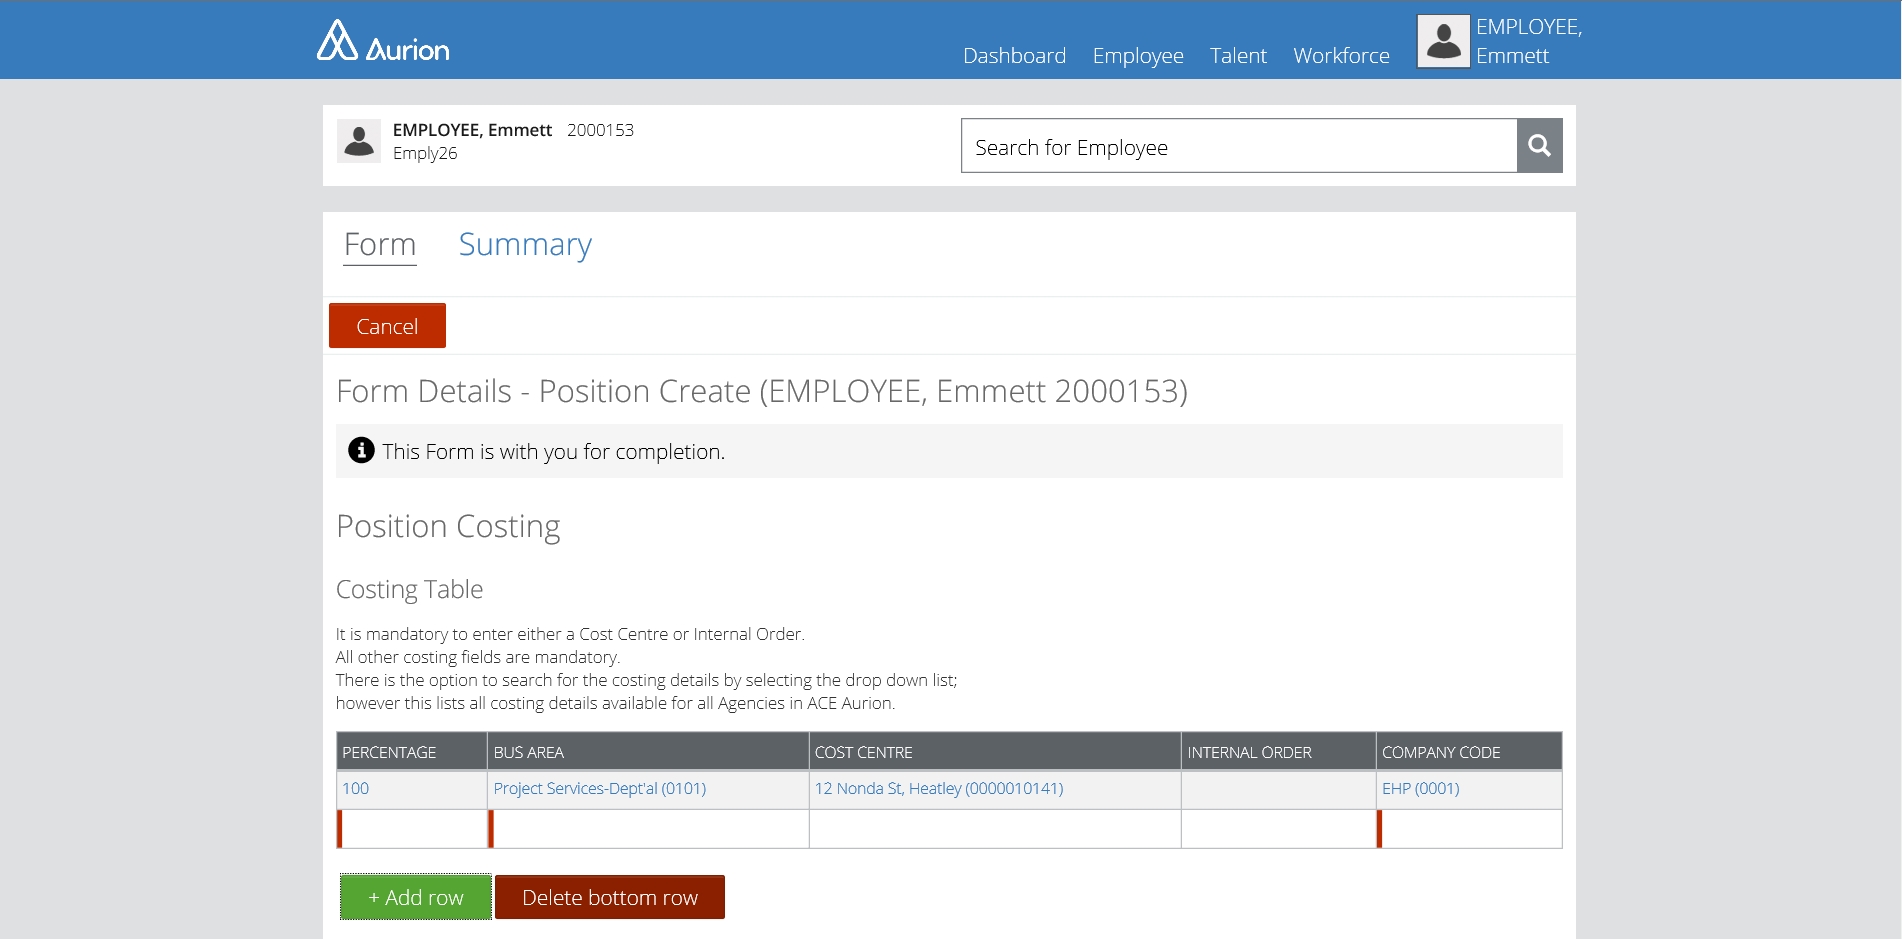 Aurion
Dashboard Employee Talent Workforce
EMPLOYEE,
Emmett
EMPLOYEE, Emmett 2000153
Emply26
Search for Employee
Form Summary
Cancel
Form Details - Position Create (EMPLOYEE, Emmett 2000153)
This Form is with you for completion.
Position Costing
Costing Table
It is mandatory to enter either a Cost Centre or Internal Order.
All other costing fields are mandatory.
There is the option to search for the costing details by selecting the drop down list;
however this lists all costing details available for all Agencies in ACE Aurion.
PERCENTAGE BUS AREA COST CENTRE INTERNAL ORDER COMPANY CODE
100 Project Services-Dept'al (0101) 12 Nonda St, Heatley (0000010141) EHP (0001)
+ Add row Delete bottom row